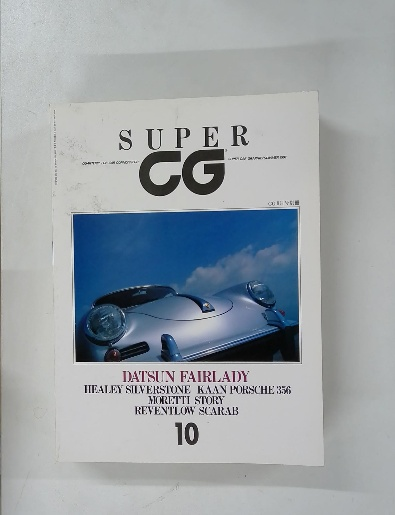 SUPER
CG
DATSUN FAIRLADY
HEALEY SILVERSTONE KAAN PORSCHE 356
MORETTI STORY
REVENTLOW SCARAB
10